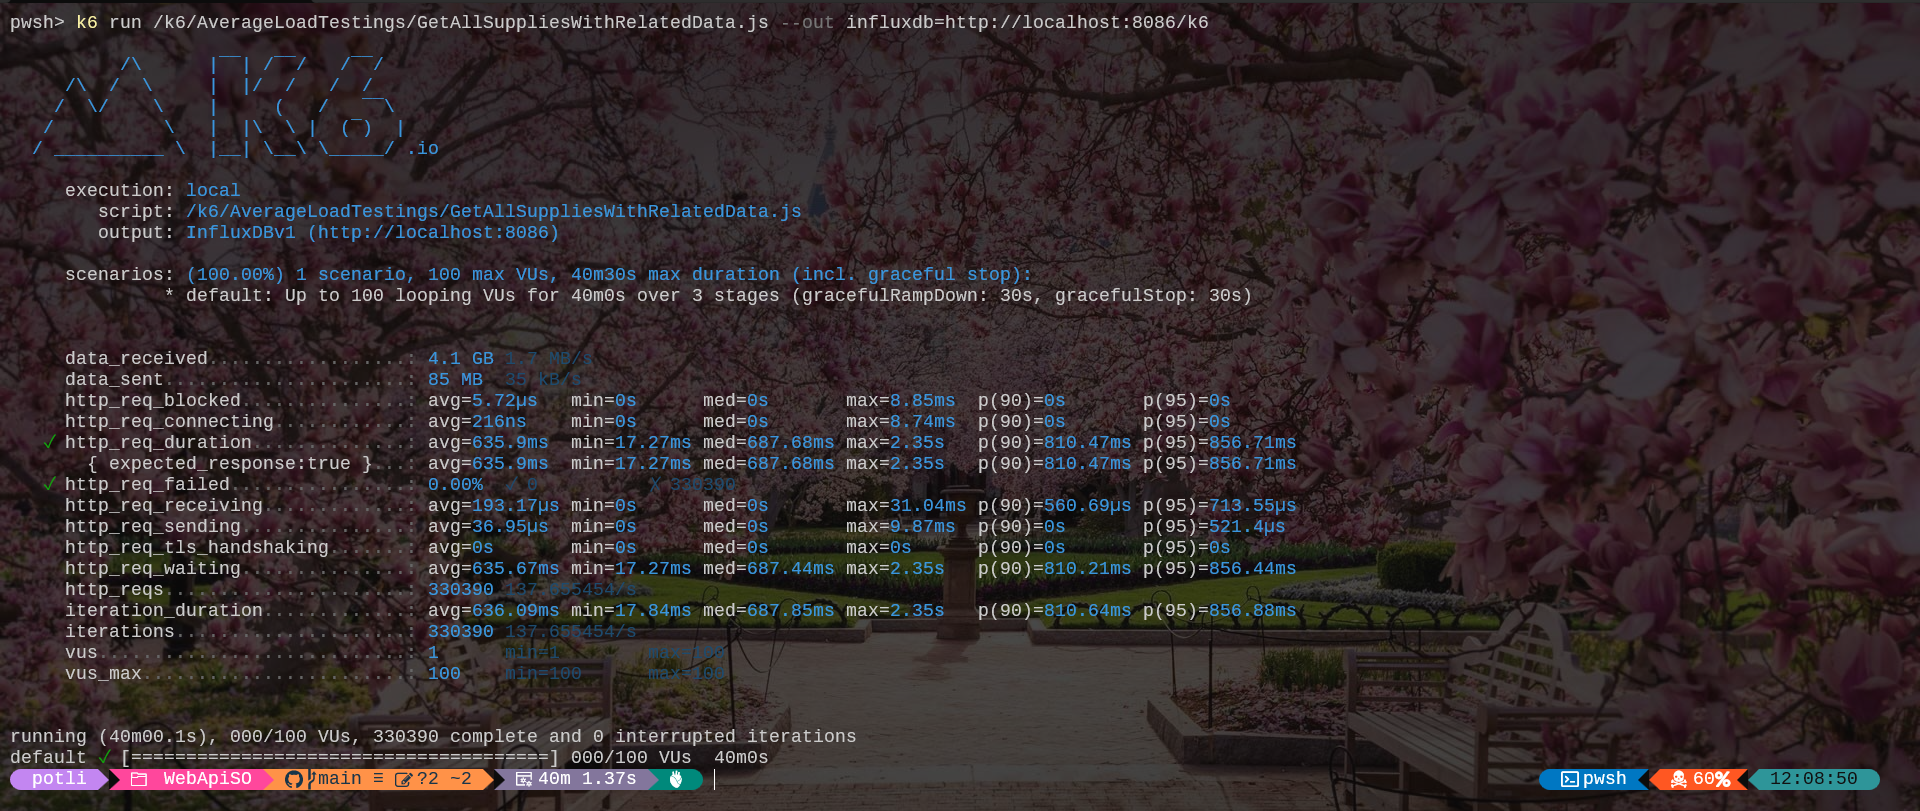 pwsh> k6 run /k6/AverageLoadTestings/GetAllSuppliesWithRelatedData.js --out influxdb=http://localhost:8086/k6
.io
execution: local
script: /k6/AverageLoadTestings/GetAllSuppliesWithRelatedData.js
output: InfluxDBv1 (http://localhost:8086)
scenarios: (100.00%) 1 scenario, 100 max VUs, 40m30s max duration (incl. graceful stop):
* default: Up to 100 looping VUs for 40m0s over 3 stages (gracefulRampDown: 30s, gracefulStop: 30s)
data_received..................: 4.1 GB 1.7 MB/s
data_sent......................: 85 MB 35 kB/s
http_req_blocked...............: avg=5.72µs min=0s med=0s max=8.85ms p(90)=0s p(95)=0s
http_req_connecting............: avg=216ns min=0s med=0s max=8.74ms p(90)=0s p(95)=0s
✓ http_req_duration..............: avg=635.9ms min=17.27ms med=687.68ms max=2.35s p(90)=810.47ms p(95)=856.71ms
{ expected_response:true }...: avg=635.9ms min=17.27ms med=687.68ms max=2.35s p(90)=810.47ms p(95)=856.71ms
✓ http_req_failed................: 0.00% ✓ 0 ✗ 330390
http_req_receiving.............: avg=193.17µs min=0s med=0s max=31.04ms p(90)=560.69µs p(95)=713.55µs
http_req_sending...............: avg=36.95µs min=0s med=0s max=9.87ms p(90)=0s p(95)=521.4µs
http_req_tls_handshaking.......: avg=0s min=0s med=0s max=0s p(90)=0s p(95)=0s
http_req_waiting...............: avg=635.67ms min=17.27ms med=687.44ms max=2.35s p(90)=810.21ms p(95)=856.44ms
http_reqs......................: 330390 137.655454/s
iteration_duration.............: avg=636.09ms min=17.84ms med=687.85ms max=2.35s p(90)=810.64ms p(95)=856.88ms
iterations.....................: 330390 137.655454/s
vus............................: 1 min=1 max=100
vus_max........................: 100 min=100 max=100
running (40m00.1s), 000/100 VUs, 330390 complete and 0 interrupted iterations
default ✓ [======================================] 000/100 VUs 40m0s
potli WebApiSO main ≡ ?2 ~2 40m 1.37s pwsh 60% 12:08:50